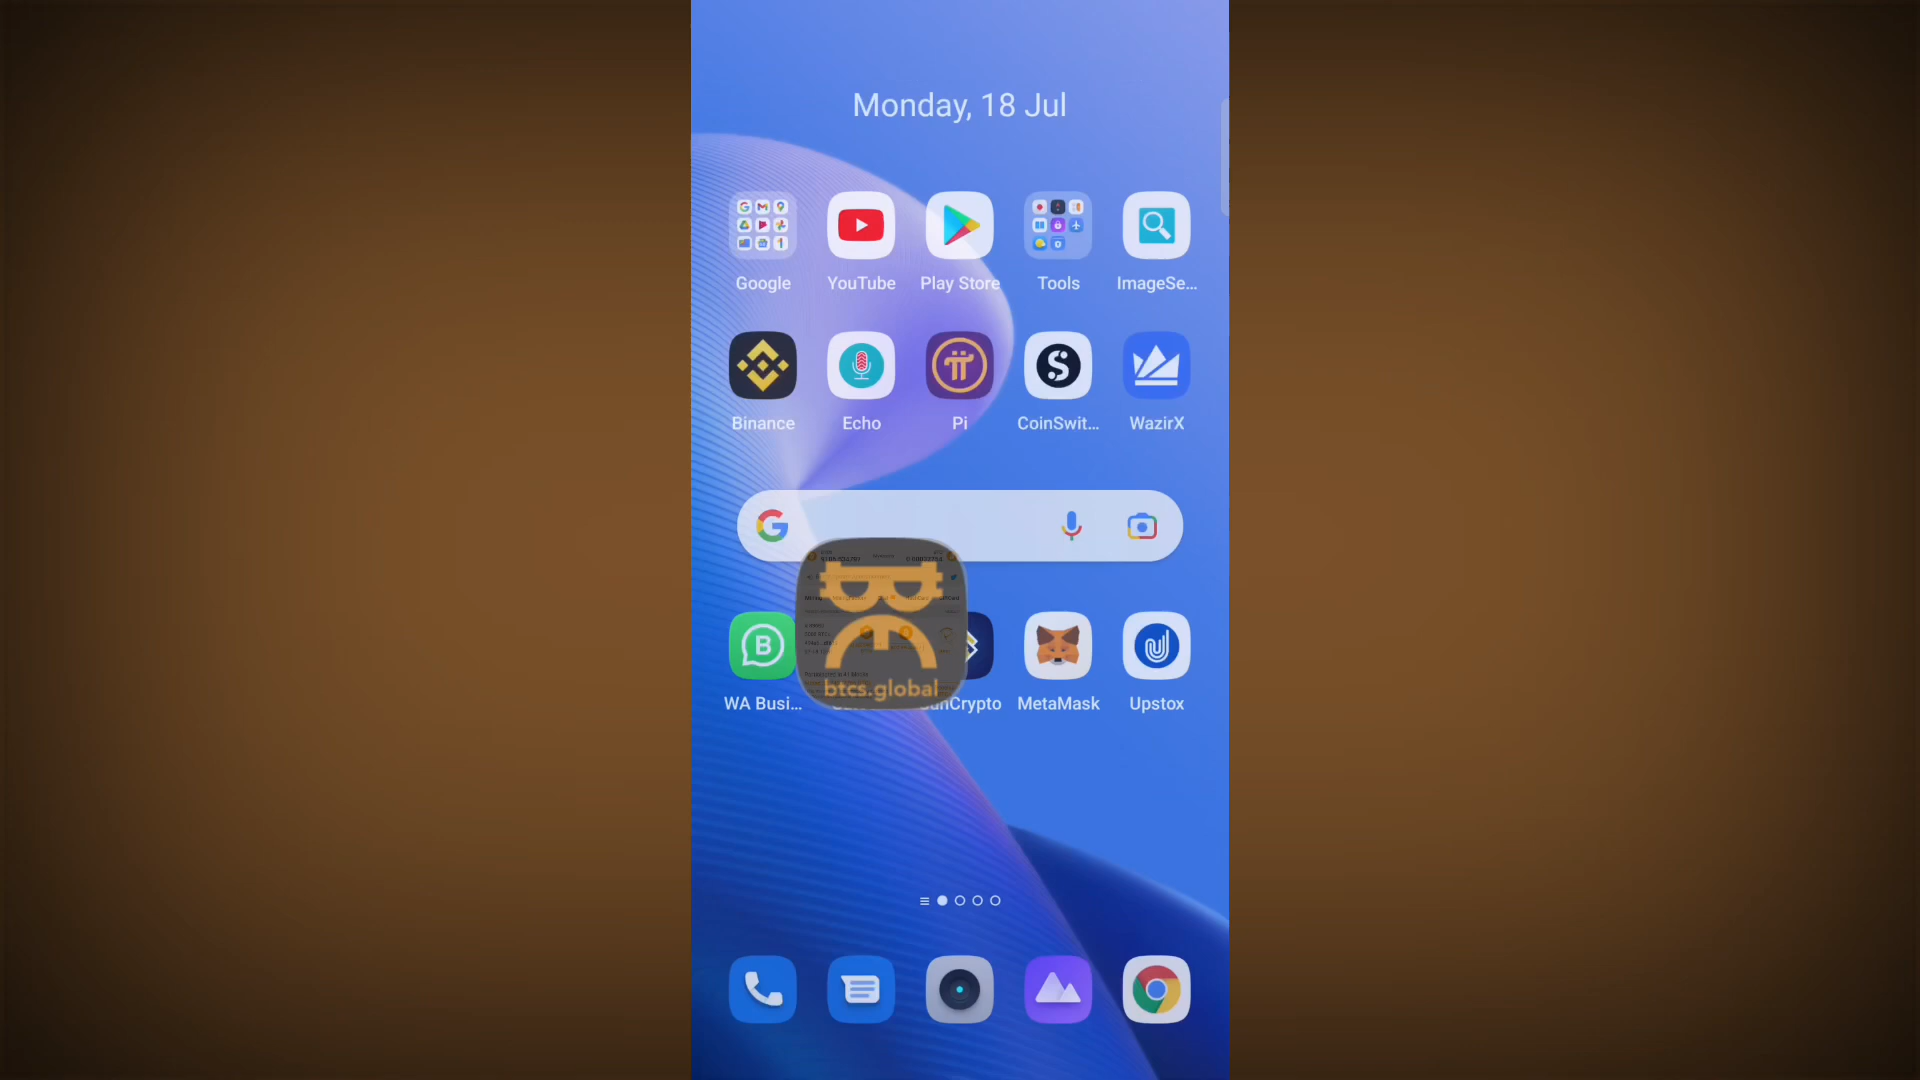 Monday, 18 Jul
Google
YouTube
Play Store
Tools
ImageSe...
Binance
Echo
Pi
CoinSwit...
WazirX
btcs.global
WA Busi...
unCrypto
MetaMask
Upstox